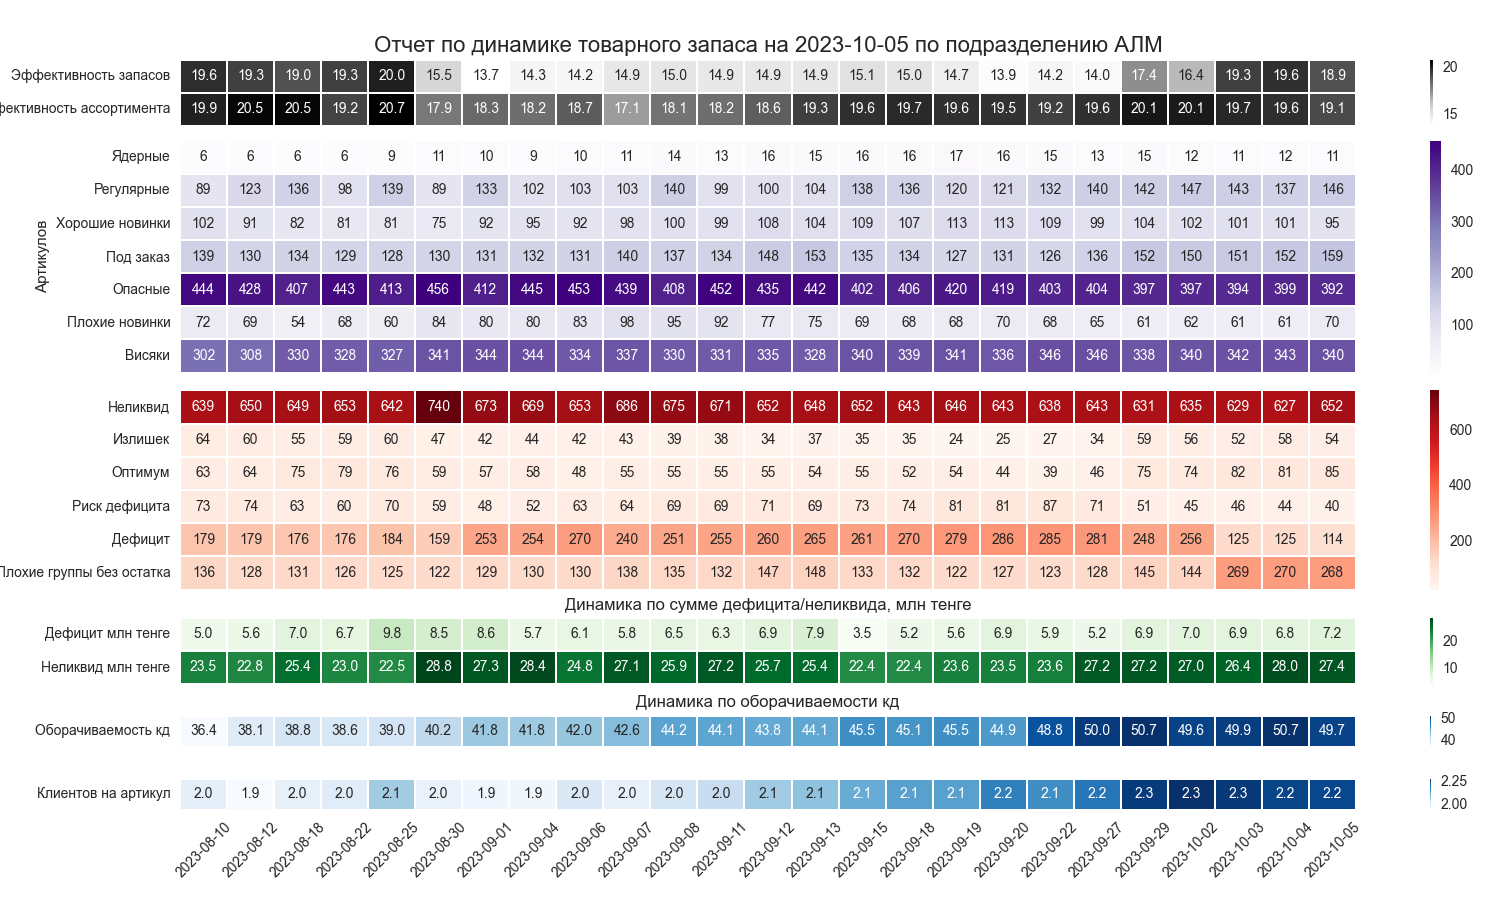 Отчет по динамике товарного запаса на 2023-10-05 по подразделению АЛМ
Эффективность запасов 19.6 19.3 19.0 19.3 20.0 15.5 13.7 14.3 14.2 14.9 15.0 14.9 14.9 14.9 15.1 15.0 14.7 13.9 14.2 14.0 17.4 16.4 19.3 19.6 18.9
фективность ассортимента 19.9 20.5 20.5 19.2 20.7 17.9 18.3 18.2 18.7 17.1 18.1 18.2 18.6 19.3 19.6 19.7 19.6 19.5 19.2 19.6 20.1 20.1 19.7 19.6 19.1
20
15
Артикулов
Ядерные 6 6 6 6 9 11 10 9 10 11 14 13 16 15 16 16 17 16 15 13 15 12 11 12 11
Регулярные 89 123 136 98 139 89 133 102 103 103 140 99 100 104 138 136 120 121 132 140 142 147 143 137 146
Хорошие новинки 102 91 82 81 81 75 92 95 92 98 100 99 108 104 109 107 113 113 109 99 104 102 101 101 95
Под заказ 139 130 134 129 128 130 131 132 131 140 137 134 148 153 135 134 127 131 126 136 152 150 151 152 159
Опасные 444 428 407 443 413 456 412 445 453 439 408 452 435 442 402 406 420 419 403 404 397 397 394 399 392
Плохие новинки 72 69 54 68 60 84 80 80 83 98 95 92 77 75 69 68 68 70 68 65 61 62 61 61 70
Висяки 302 308 330 328 327 341 344 344 334 337 330 331 335 328 340 339 341 336 346 346 338 340 342 343 340
400
300
200
100
Неликвид 639 650 649 653 642 740 673 669 653 686 675 671 652 648 652 643 646 643 638 643 631 635 629 627 652
Излишек 64 60 55 59 60 47 42 44 42 43 39 38 34 37 35 35 24 25 27 34 59 56 52 58 54
Оптимум 63 64 75 79 76 59 57 58 48 55 55 55 55 54 55 52 54 44 39 46 75 74 82 81 85
Риск дефицита 73 74 63 60 70 59 48 52 63 64 69 69 71 69 73 74 81 81 87 71 51 45 46 44 40
Дефицит 179 179 176 176 184 159 253 254 270 240 251 255 260 265 261 270 279 286 285 281 248 256 125 125 114
Плохие группы без остатка 136 128 131 126 125 122 129 130 130 138 135 132 147 148 133 132 122 127 123 128 145 144 269 270 268
600
400
200
Динамика по сумме дефицита/неликвида, млн тенге
Дефицит млн тенге 5.0 5.6 7.0 6.7 9.8 8.5 8.6 5.7 6.1 5.8 6.5 6.3 6.9 7.9 3.5 5.2 5.6 6.9 5.9 5.2 6.9 7.0 6.9 6.8 7.2
Неликвид млн тенге 23.5 22.8 25.4 23.0 22.5 28.8 27.3 28.4 24.8 27.1 25.9 27.2 25.7 25.4 22.4 22.4 23.6 23.5 23.6 27.2 27.2 27.0 26.4 28.0 27.4
20
10
Динамика по оборачиваемости кд
Оборачиваемость кд 36.4 38.1 38.8 38.6 39.0 40.2 41.8 41.8 42.0 42.6 44.2 44.1 43.8 44.1 45.5 45.1 45.5 44.9 48.8 50.0 50.7 49.6 49.9 50.7 49.7
50
40
Клиентов на артикул 2.0 1.9 2.0 2.0 2.1 2.0 1.9 1.9 2.0 2.0 2.0 2.0 2.1 2.1 2.1 2.1 2.1 2.2 2.1 2.2 2.3 2.3 2.3 2.2 2.2
2.25
2.00
2023-08-10 2023-08-12 2023-08-18 2023-08-22 2023-08-25 2023-08-30 2023-09-01 2023-09-04 2023-09-06 2023-09-07 2023-09-08 2023-09-11 2023-09-12 2023-09-13 2023-09-15 2023-09-18 2023-09-19 2023-09-20 2023-09-22 2023-09-27 2023-09-29 2023-10-02 2023-10-03 2023-10-04 2023-10-05